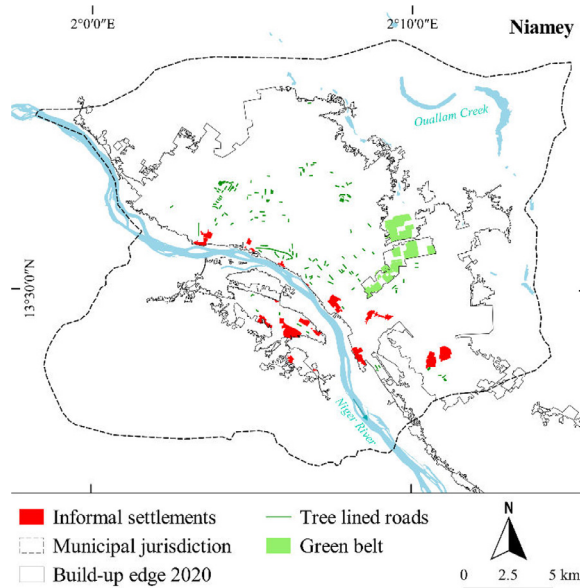 2°0'0"E
2°10'0"E
Niamey
Ouallam Creek
13°30'0"N
Niger River
Informal settlements
Tree lined roads
Municipal jurisdiction
Green belt
Build-up edge 2020
N
0 2.5 5 km